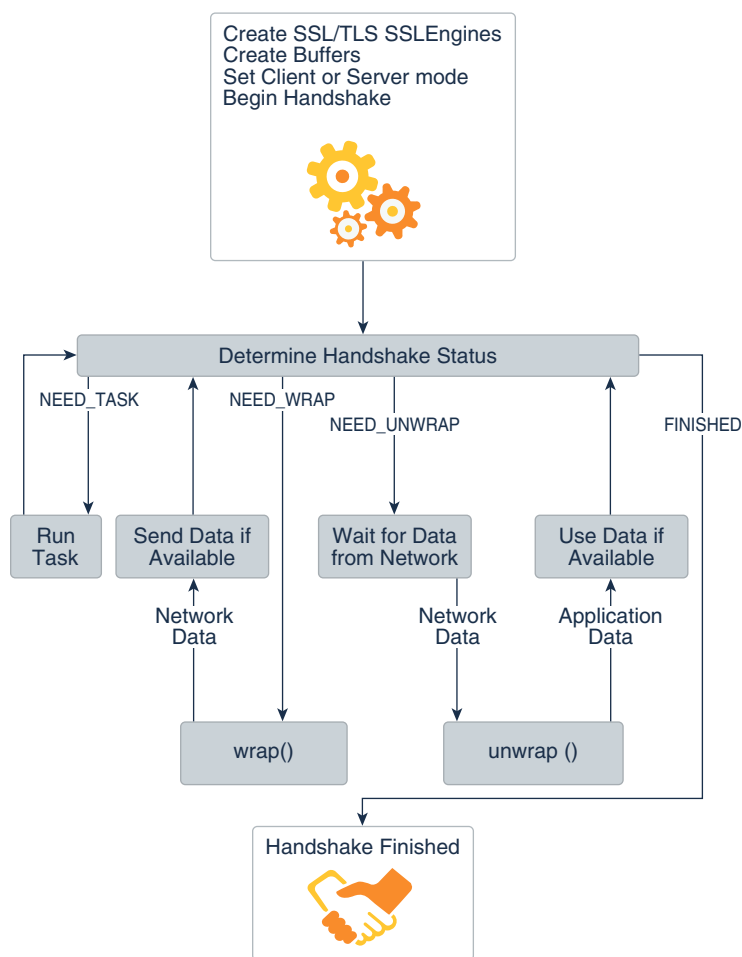 Create SSL/TLS SSLEngines
Create Buffers
Set Client or Server mode
Begin Handshake
Determine Handshake Status
NEED_TASK
NEED_WRAP
NEED_UNWRAP
FINISHED
Run
Task
Send Data if
Available
Wait for Data
from Network
Use Data if
Available
Network
Data
Network
Data
Application
Data
wrap()
unwrap ()
Handshake Finished